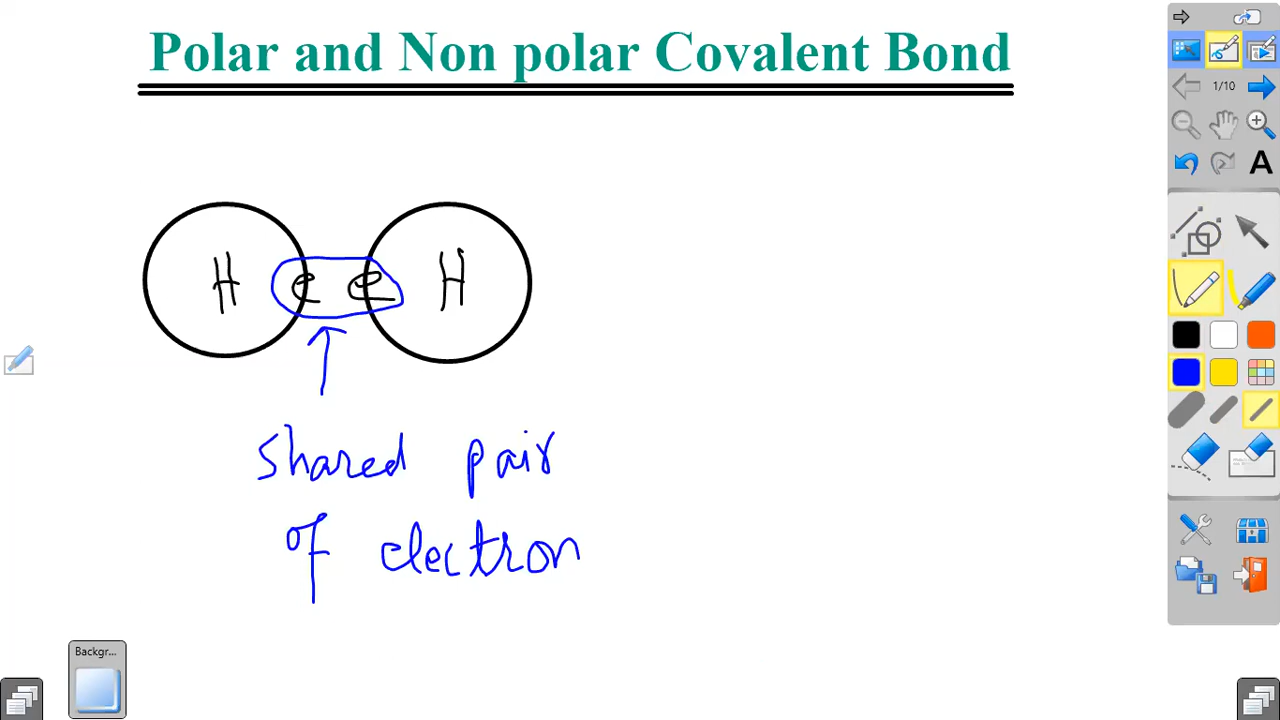 Polar and Non polar Covalent Bond
1/10
A
H e e H
shared pair
of electron
Backgr...